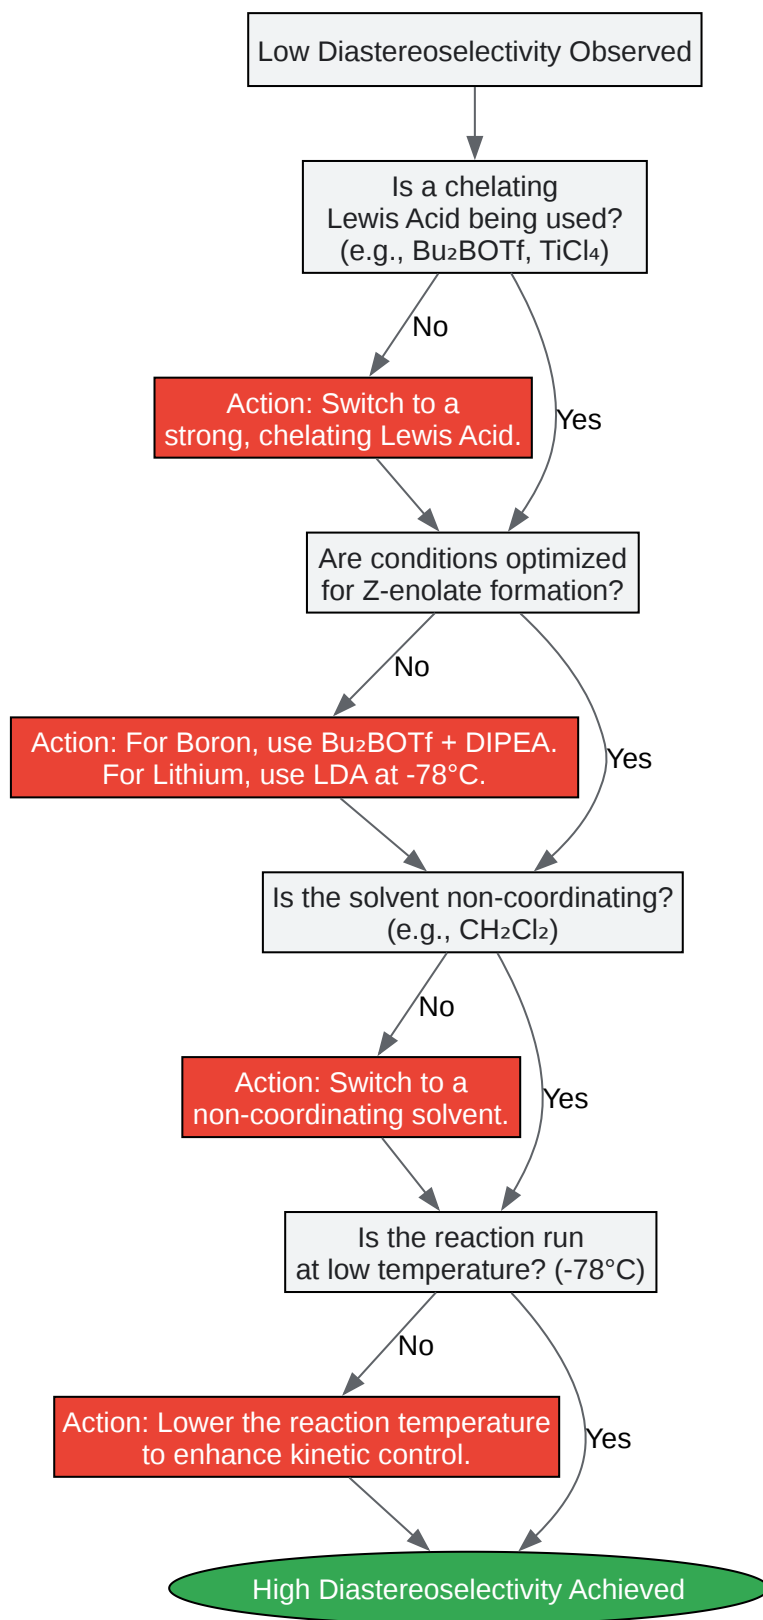 Low Diastereoselectivity Observed
Is a chelating
Lewis Acid being used?
(e.g., Bu₂BOTf, TiCl₄)
No
Yes
Action: Switch to a
strong, chelating Lewis Acid.
Are conditions optimized
for Z-enolate formation?
No
Yes
Action: For Boron, use Bu₂BOTf + DIPEA.
For Lithium, use LDA at -78°C.
Is the solvent non-coordinating?
(e.g., CH₂Cl₂)
No
Yes
Action: Switch to a
non-coordinating solvent.
Is the reaction run
at low temperature? (-78°C)
No
Yes
Action: Lower the reaction temperature
to enhance kinetic control.
High Diastereoselectivity Achieved